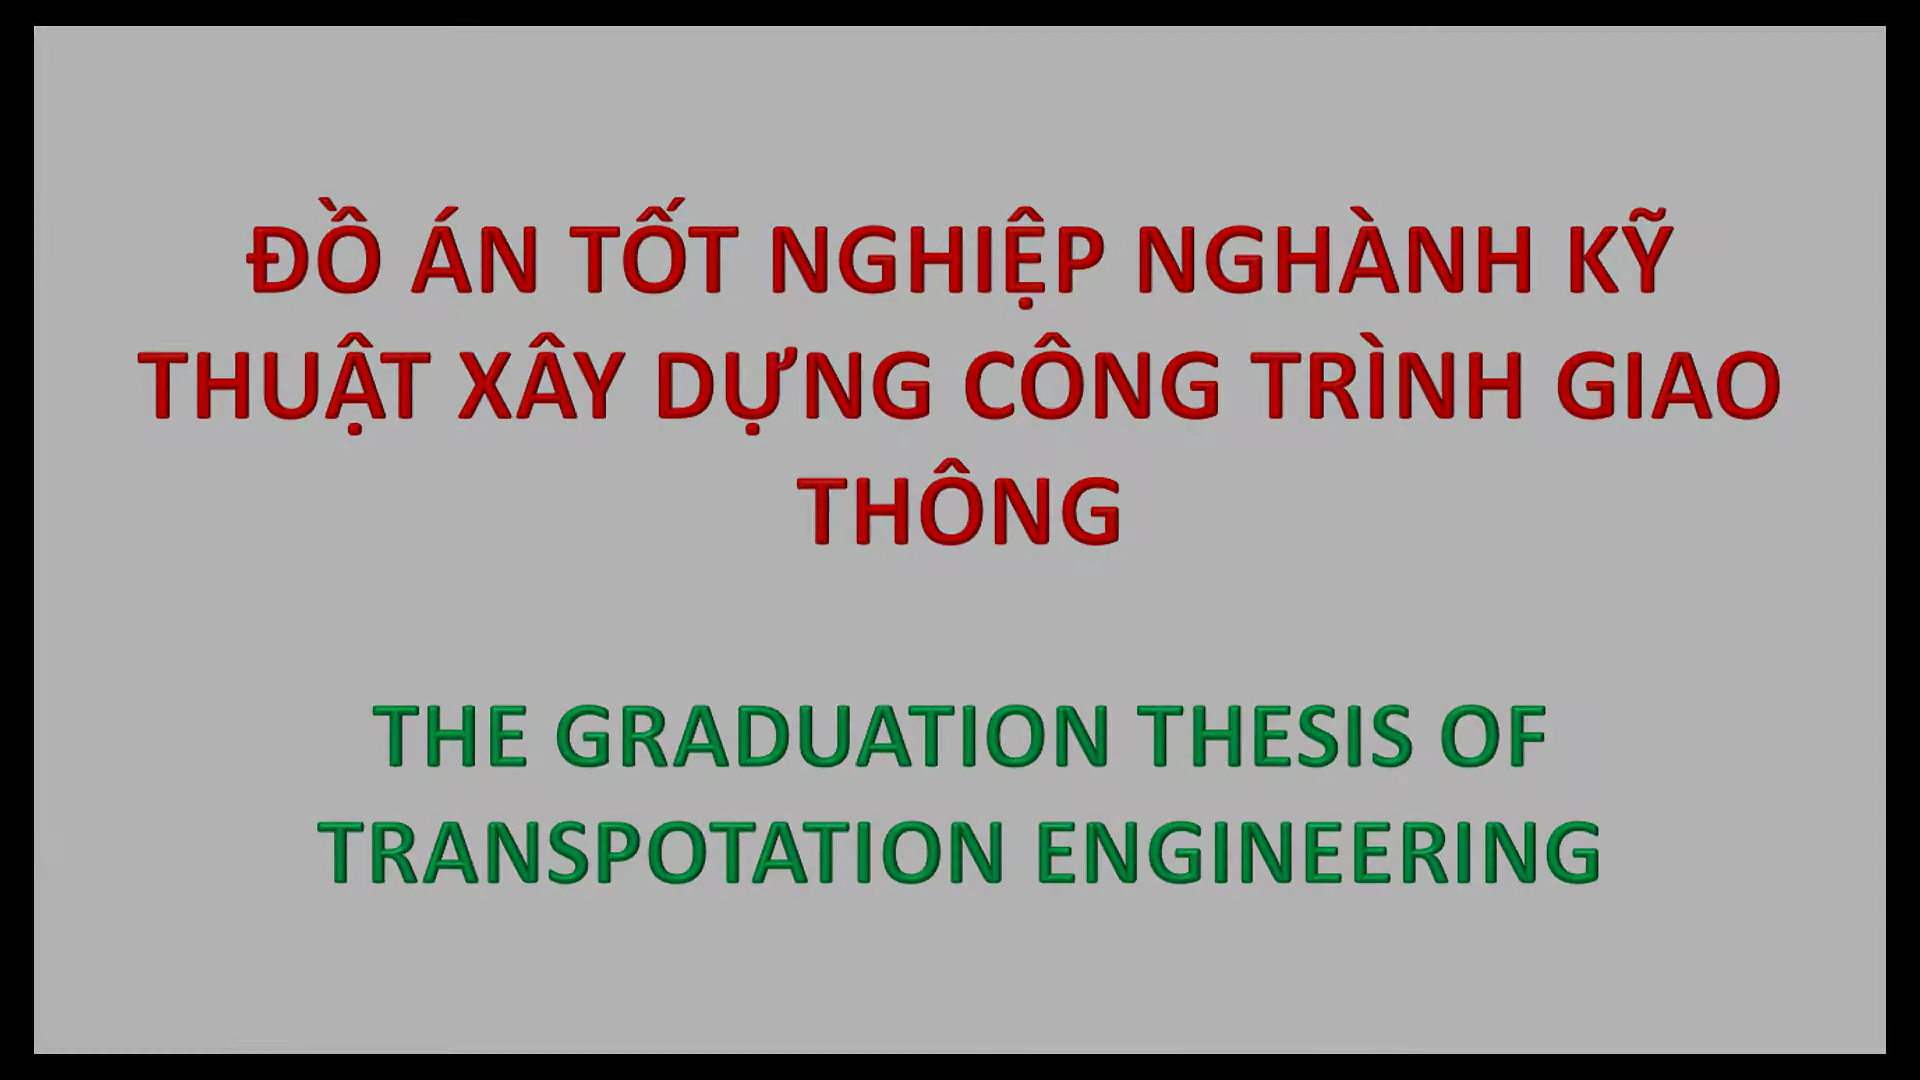 ĐỒ ÁN TỐT NGHIỆP NGHÀNH KỸ
THUẬT XÂY DỰNG CÔNG TRÌNH GIAO
THÔNG
THE GRADUATION THESIS OF
TRANSPOTATION ENGINEERING